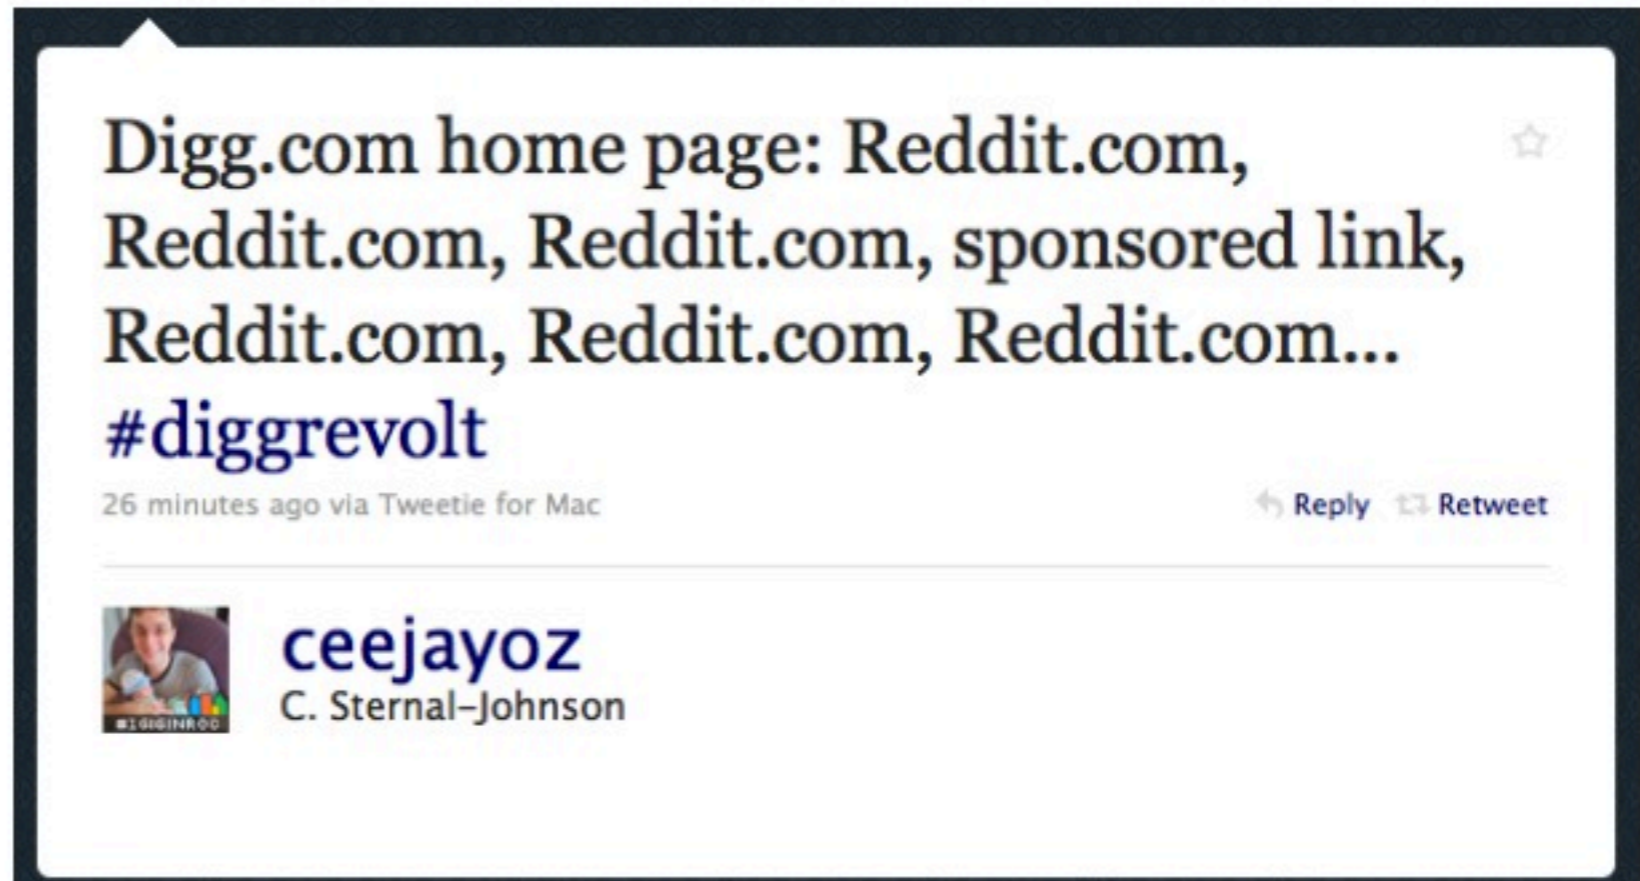 Digg.com home page: Reddit.com,
Reddit.com, Reddit.com, sponsored link,
Reddit.com, Reddit.com, Reddit.com...
#diggrevolt
26 minutes ago via Tweetie for Mac
Reply Retweet
ceejayoz
C. Sternal-Johnson
#1GIGINROC